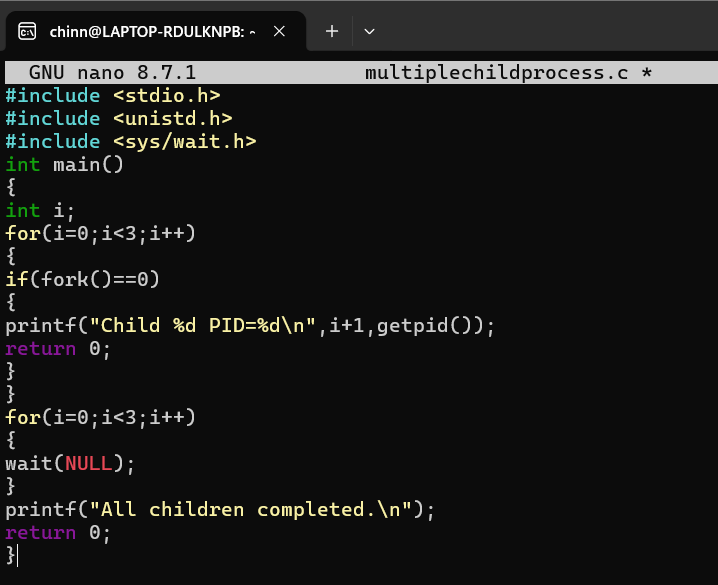 chinn@LAPTOP-RDULKNPB: ~
GNU nano 8.7.1 multiplechildprocess.c *
#include <stdio.h>
#include <unistd.h>
#include <sys/wait.h>
int main()
{
int i;
for(i=0;i<3;i++)
{
if(fork()==0)
{
printf("Child %d PID=%d\n",i+1,getpid());
return 0;
}
}
for(i=0;i<3;i++)
{
wait(NULL);
}
printf("All children completed.\n");
return 0;
}